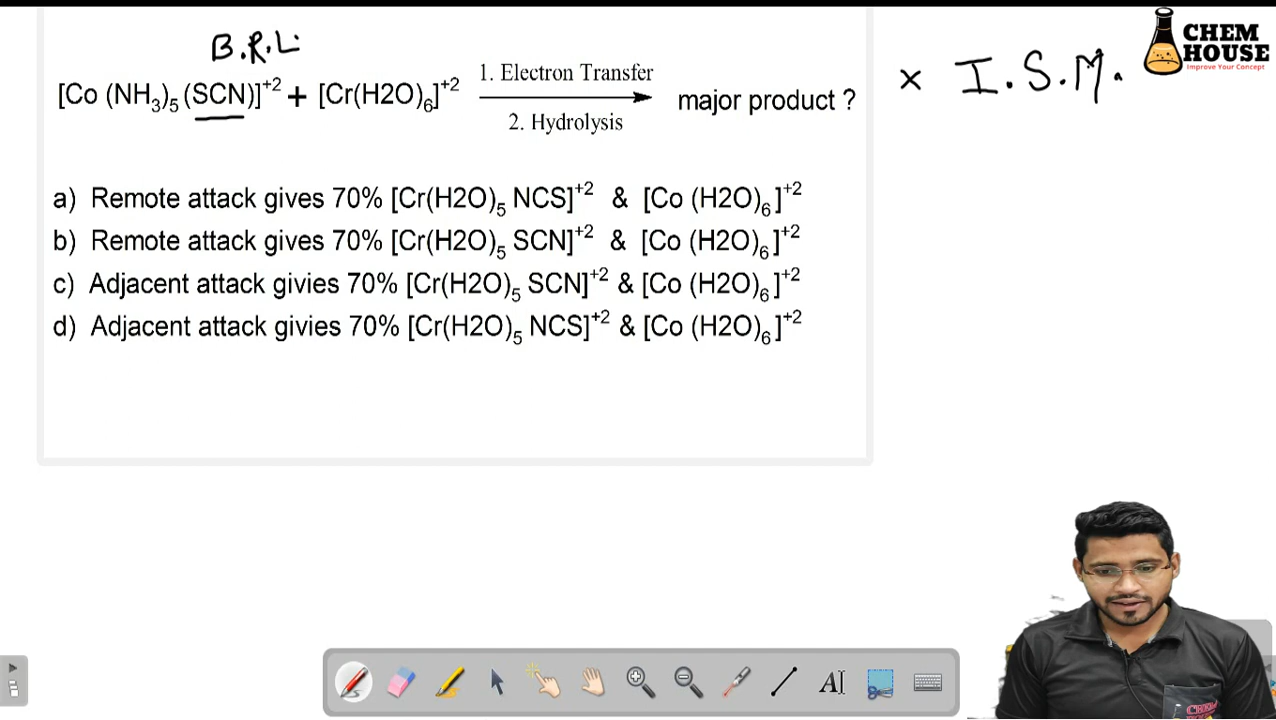 B.R.L.
[Co (NH3)5 (SCN)]+2 + [Cr(H2O)6]+2 1. Electron Transfer 2. Hydrolysis major product ?
× I.S.M.
CHEM
HOUSE
Improve Your Concept
a) Remote attack gives 70% [Cr(H2O)5 NCS]+2 & [Co (H2O)6]+2
b) Remote attack gives 70% [Cr(H2O)5 SCN]+2 & [Co (H2O)6]+2
c) Adjacent attack givies 70% [Cr(H2O)5 SCN]+2 & [Co (H2O)6]+2
d) Adjacent attack givies 70% [Cr(H2O)5 NCS]+2 & [Co (H2O)6]+2
AI
CHEM